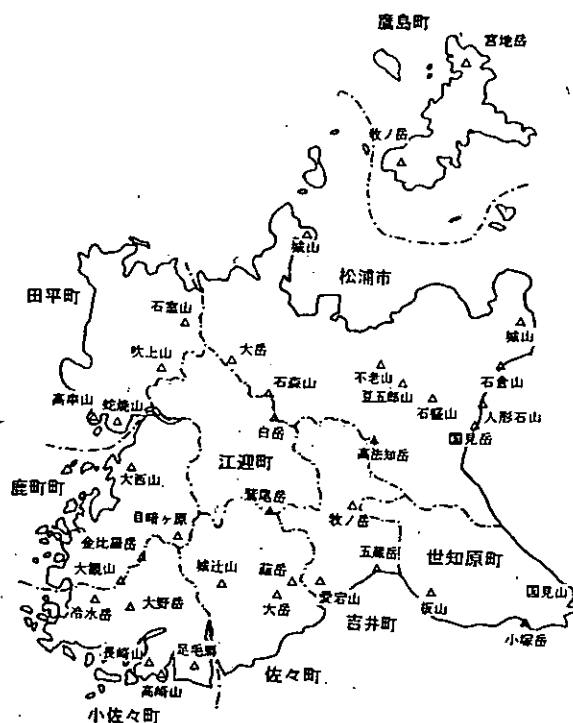 鷹島町
宮地岳
牧ノ岳
城山
松浦市
田平町
石室山
城山
吹上山
大岳
不老山
石倉山
石森山
豆五郎山
高牟山
蛇焼山
石盛山
人形石山
白岳
国見岳
高法知岳
江迎町
大西山
鹿町町
鷲尾岳
牧ノ岳
目暗ヶ原
金比羅岳
五蔵岳
世知原町
大観山
城辻山
韮岳
愛宕山
板山
国見山
冷水岳
大野岳
大岳
吉井町
小塚岳
長崎山
足毛郷
佐々町
高崎山
小佐々町